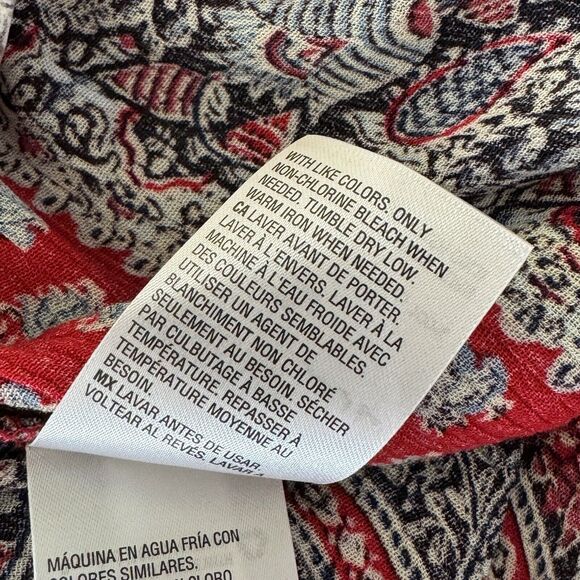 WITH LIKE COLORS, ONLY
NON-CHLORINE BLEACH WHEN
NEEDED. TUMBLE DRY LOW.
WARM IRON WHEN NEEDED.
CA LAVER AVANT DE PORTER.
LAVER À L'ENVERS. LAVER À LA
MACHINE À L'EAU FROIDE AVEC
DES COULEURS SEMBLABLES.
UTILISER UN AGENT DE
BLANCHIMENT NON CHLORÉ
SEULEMENT AU BESOIN. SÉCHER
PAR CULBUTAGE À BASSE
TEMPÉRATURE. REPASSER À
TEMPÉRATURE MOYENNE AU
BESOIN.
MX LAVAR ANTES DE USAR.
VOLTEAR AL REVÉS. LAVAR A
MÁQUINA EN AGUA FRÍA CON
COLORES SIMILARES.
CLORO